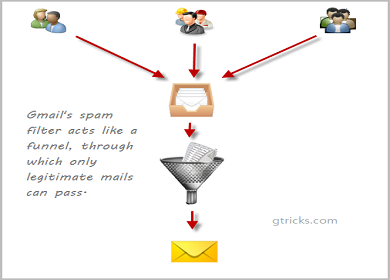 Gmail's spam
filter acts like a
funnel, through
which only
legitimate mails
can pass.
gtricks.com